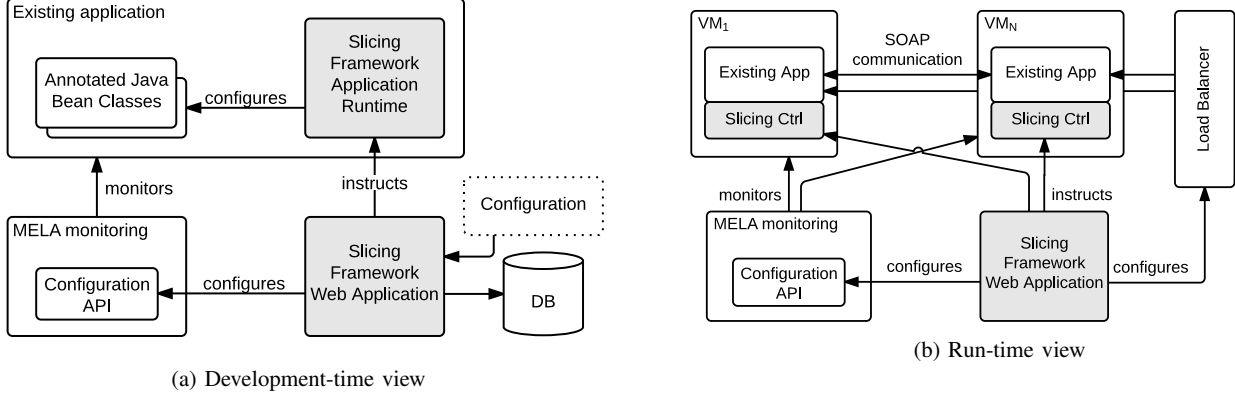 Existing application
Annotated Java
Bean Classes
configures
Slicing
Framework
Application
Runtime
monitors
instructs
Configuration
MELA monitoring
Configuration
API
configures
Slicing
Framework
Web Application
DB
(a) Development-time view
VM1
Existing App
Slicing Ctrl
SOAP
communication
VMN
Existing App
Slicing Ctrl
Load Balancer
monitors
instructs
MELA monitoring
Configuration
API
configures
Slicing
Framework
Web Application
configures
(b) Run-time view